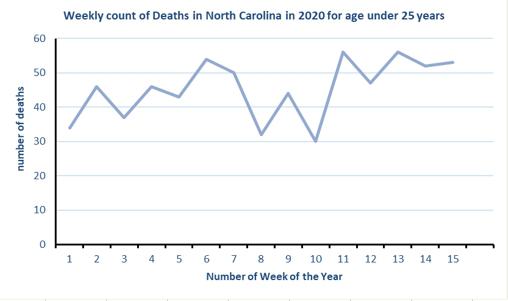 Weekly count of Deaths in North Carolina in 2020 for age under 25 years
number of deaths
60
50
40
30
20
10
0
1 2 3 4 5 6 7 8 9 10 11 12 13 14 15
Number of Week of the Year